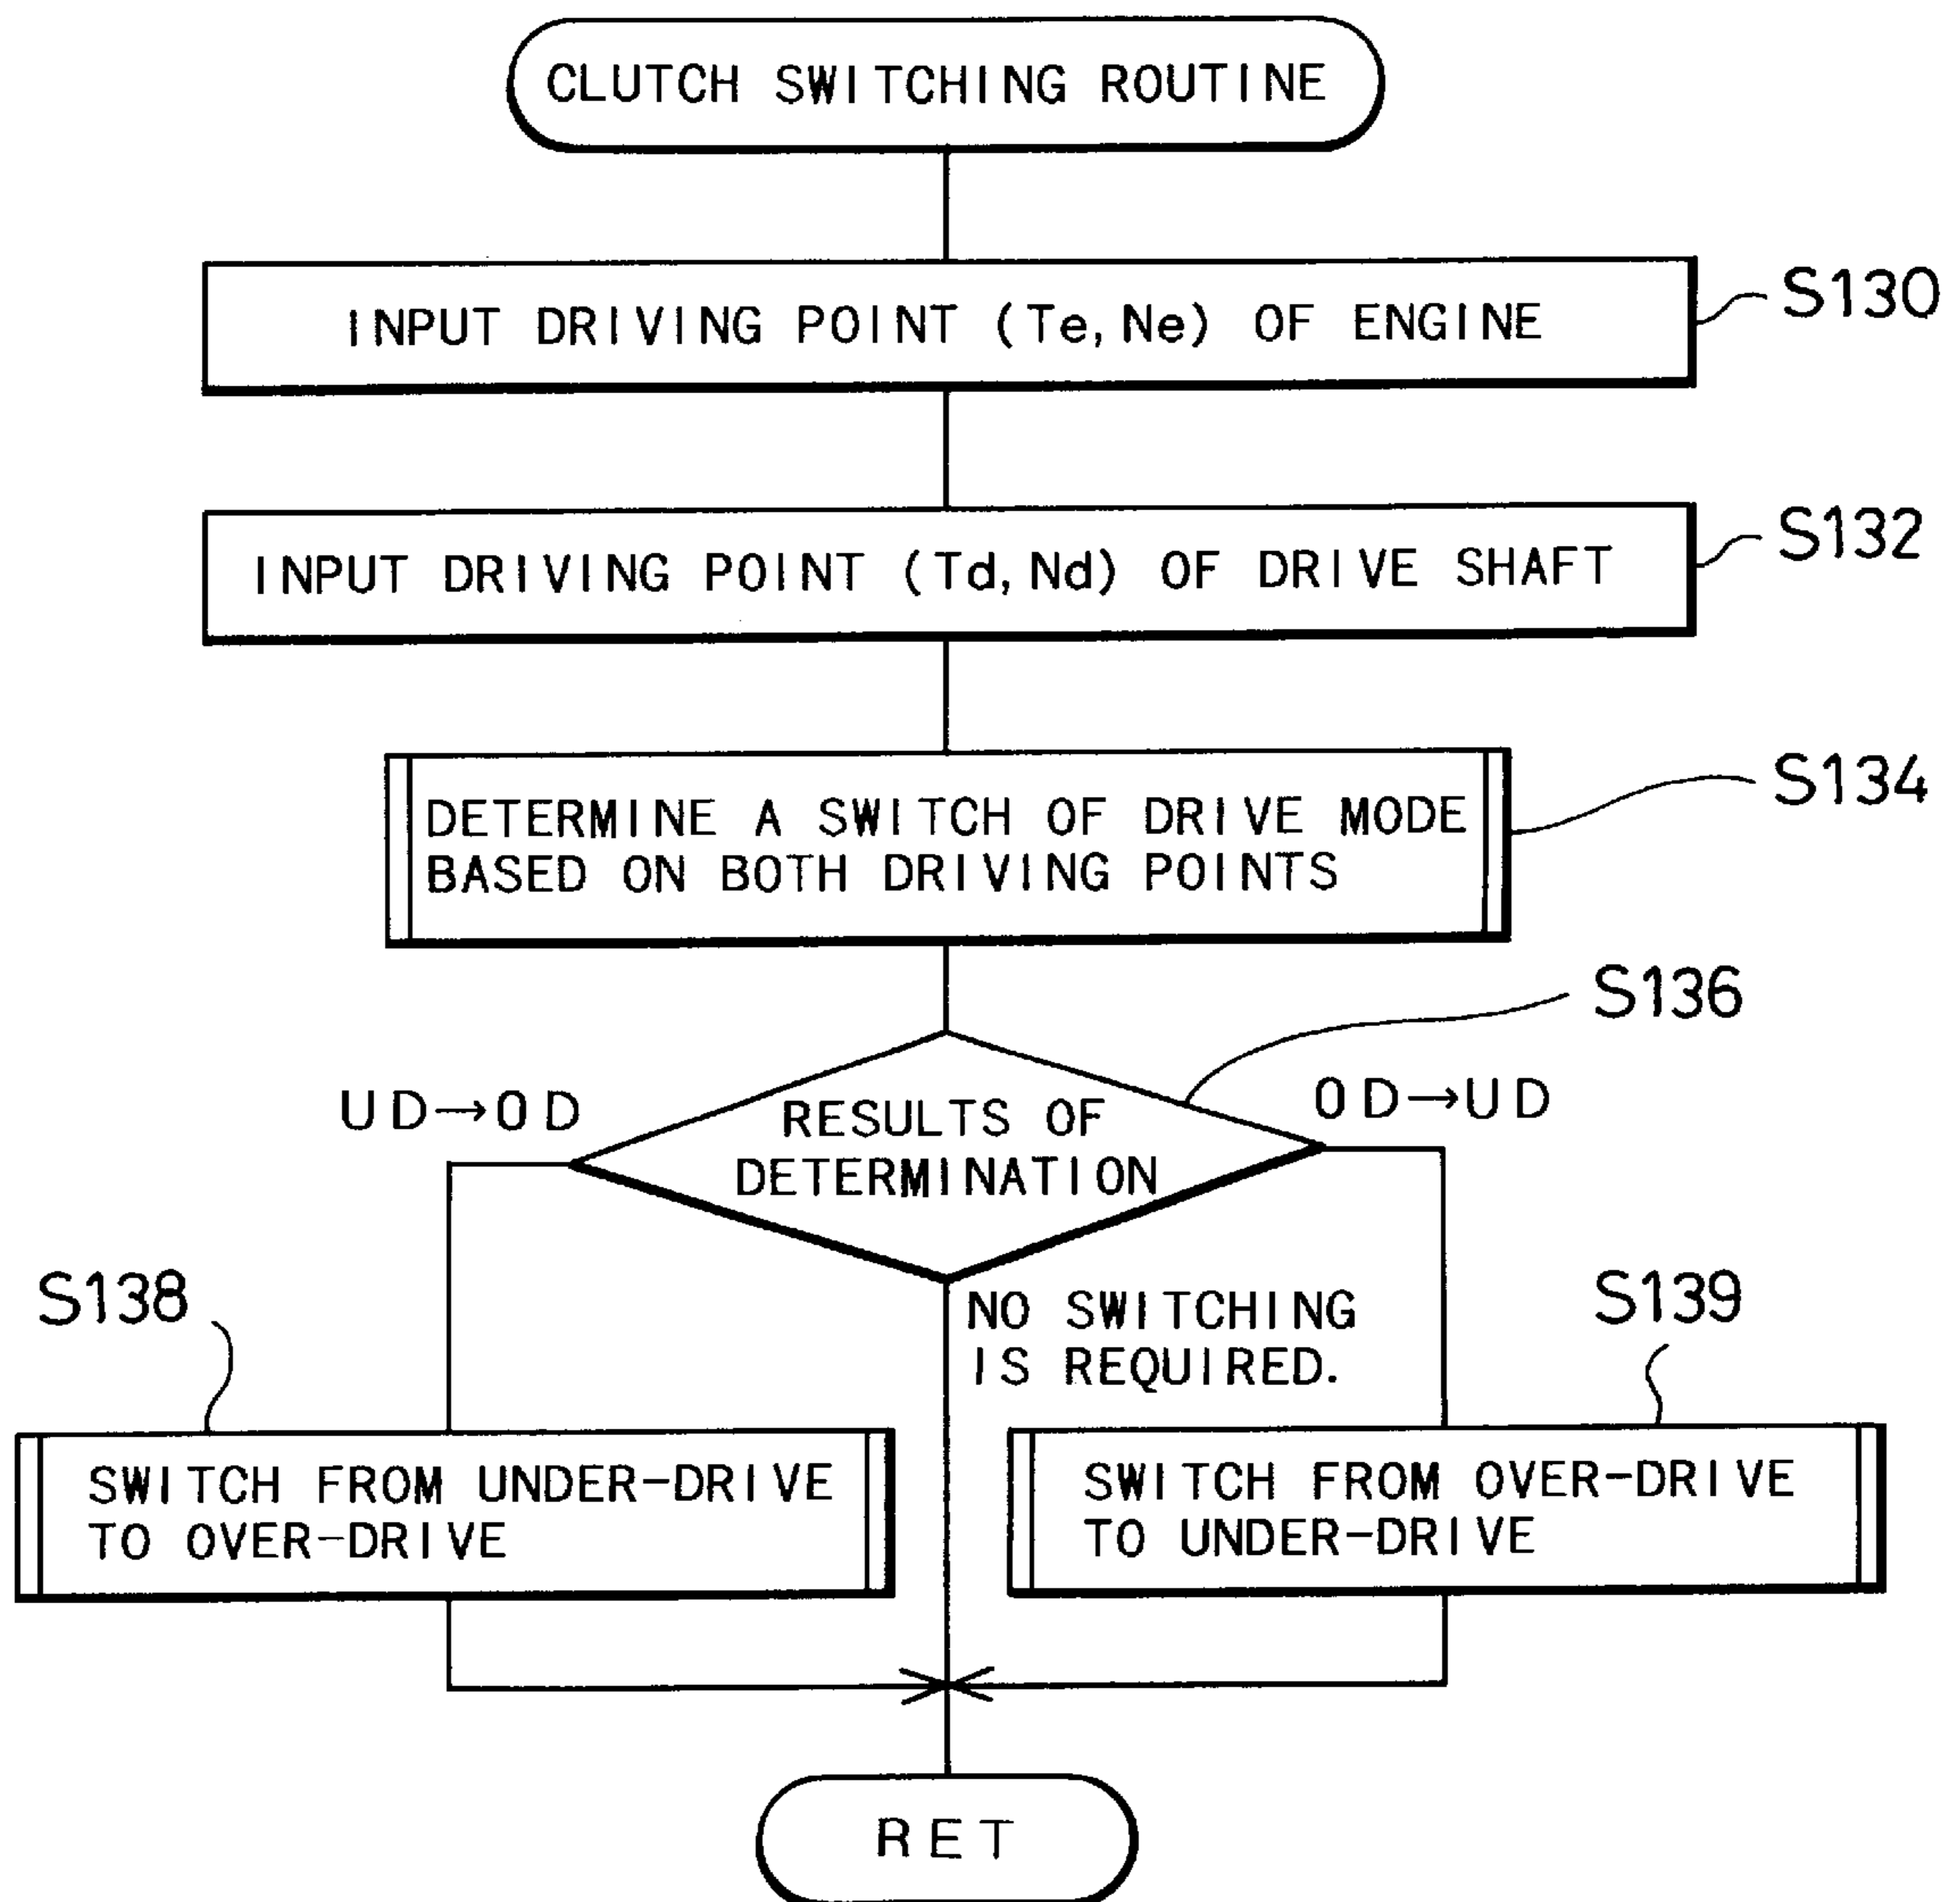 CLUTCH SWITCHING ROUTINE
INPUT DRIVING POINT (Te, Ne) OF ENGINE
S130
INPUT DRIVING POINT (Td, Nd) OF DRIVE SHAFT
S132
DETERMINE A SWITCH OF DRIVE MODE
BASED ON BOTH DRIVING POINTS
S134
S136
UD→OD
RESULTS OF
DETERMINATION
OD→UD
NO SWITCHING
IS REQUIRED.
S138
S139
SWITCH FROM UNDER-DRIVE
TO OVER-DRIVE
SWITCH FROM OVER-DRIVE
TO UNDER-DRIVE
RET